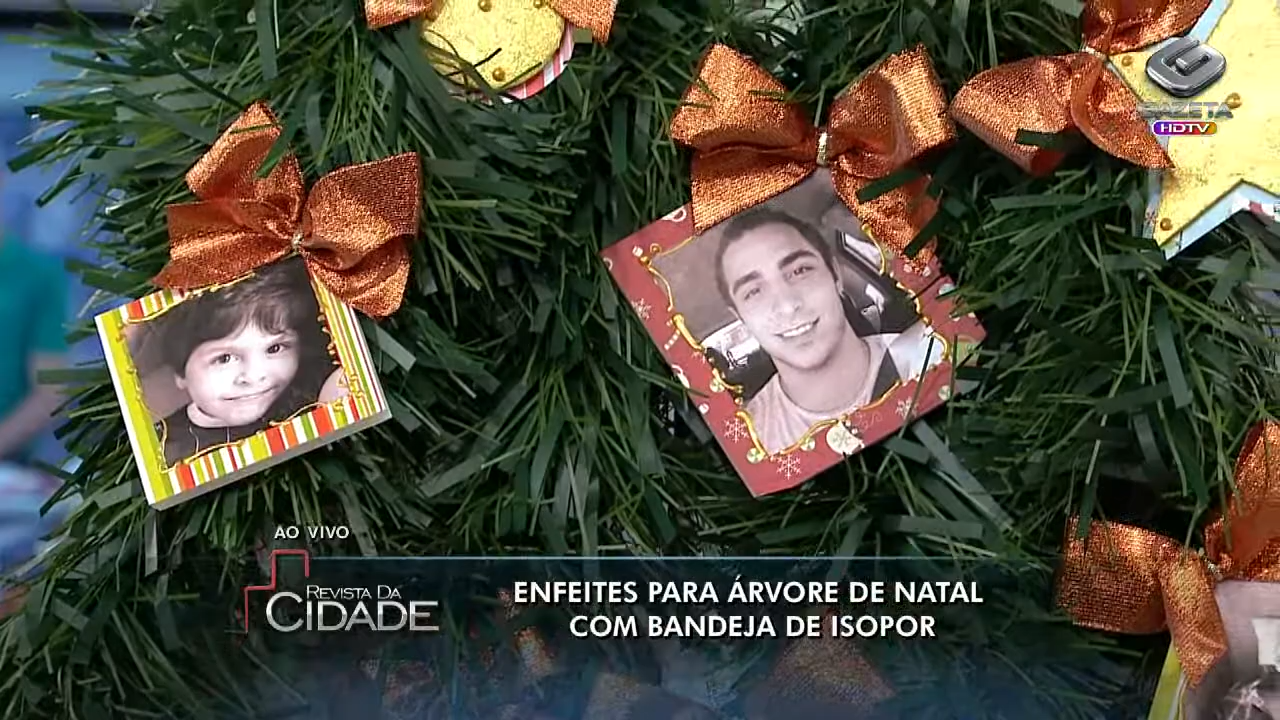 GAZETA
HDTV
AO VIVO
REVISTA DA
CIDADE
ENFEITES PARA ÁRVORE DE NATAL
COM BANDEJA DE ISOPOR